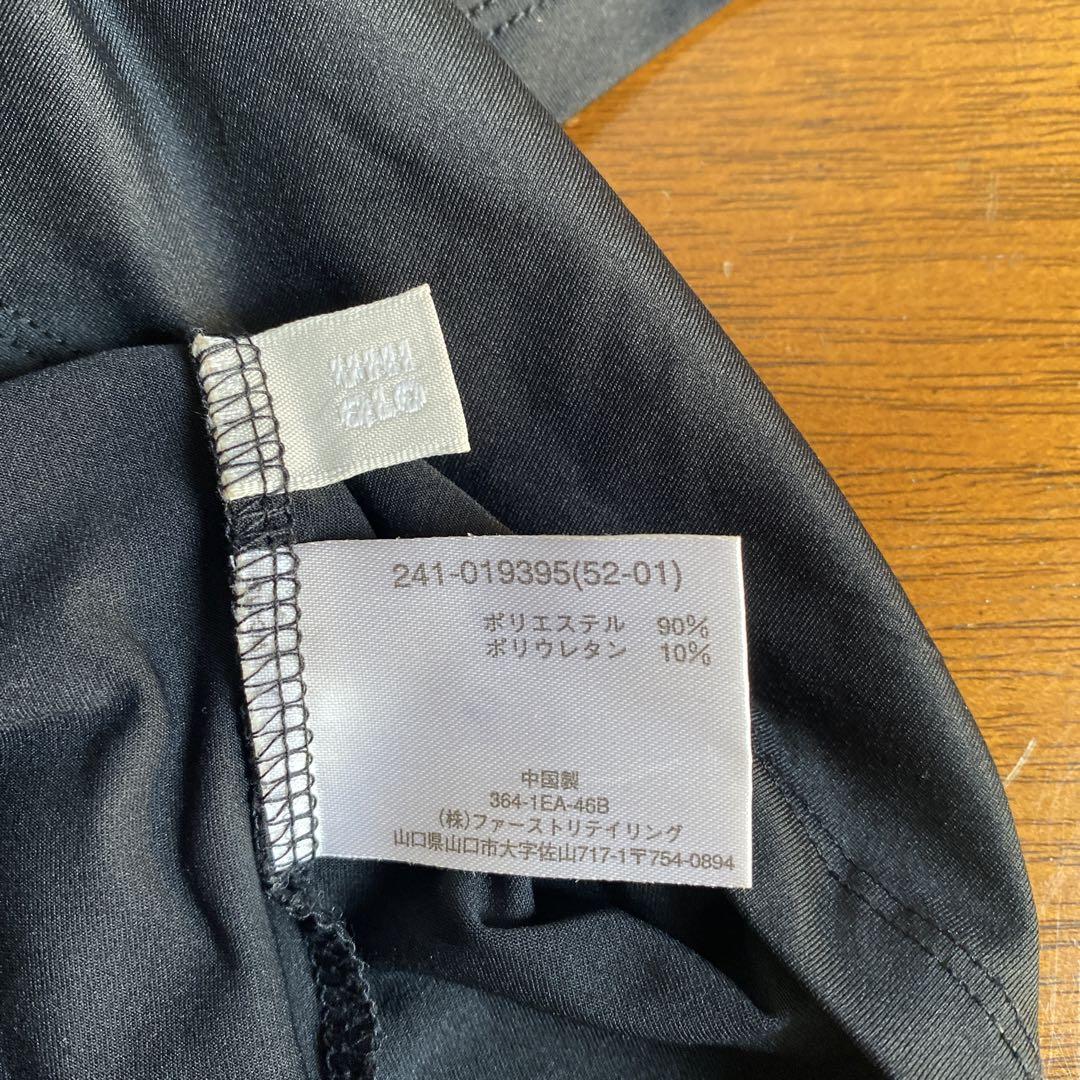 241-019395(52-01)
ポリエステル 90%
ポリウレタン 10%
中国製
364-1EA-46B
(株)ファーストリテイリング
山口県山口市大字佐山717-1〒754-0894